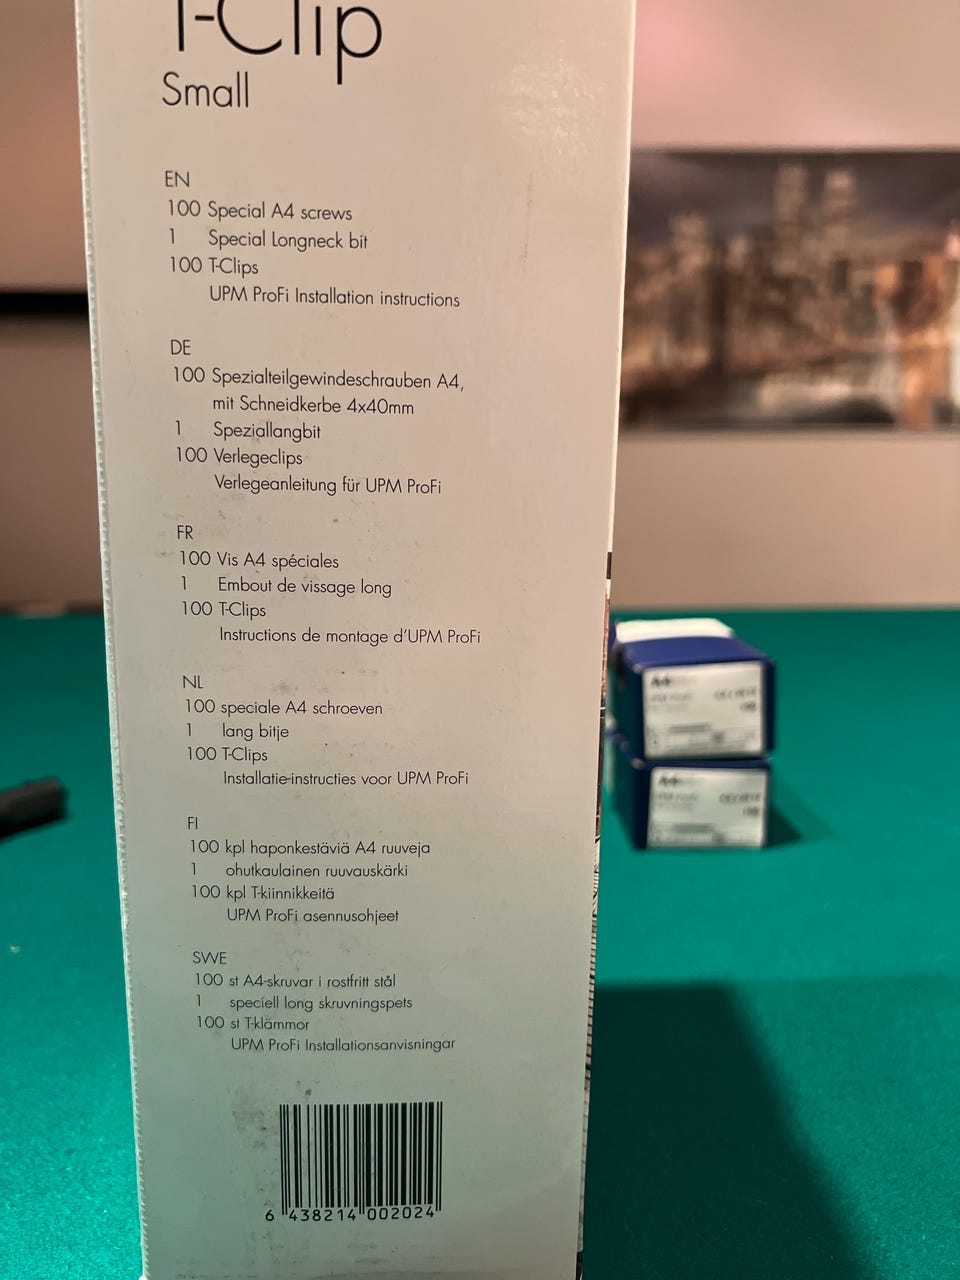 T-Clip
Small
EN
100 Special A4 screws
1 Special Longneck bit
100 T-Clips
UPM ProFi Installation instructions
DE
100 Spezialteilgewindeschrauben A4,
mit Schneidkerbe 4x40mm
1 Speziallangbit
100 Verlegeclips
Verlegeanleitung für UPM ProFi
FR
100 Vis A4 spéciales
1 Embout de vissage long
100 T-Clips
Instructions de montage d'UPM ProFi
NL
100 speciale A4 schroeven
1 lang bitje
100 T-Clips
Installatie-instructies voor UPM ProFi
FI
100 kpl haponkestäviä A4 ruuveja
1 ohutkaulainen ruuvauskärki
100 kpl T-kiinnikkeitä
UPM ProFi asennusohjeet
SWE
100 st A4-skruvar i rostfritt stål
1 speciell long skruvningspets
100 st T-klämmor
UPM ProFi Installationsanvisningar
6 438214 002024
A4
A4